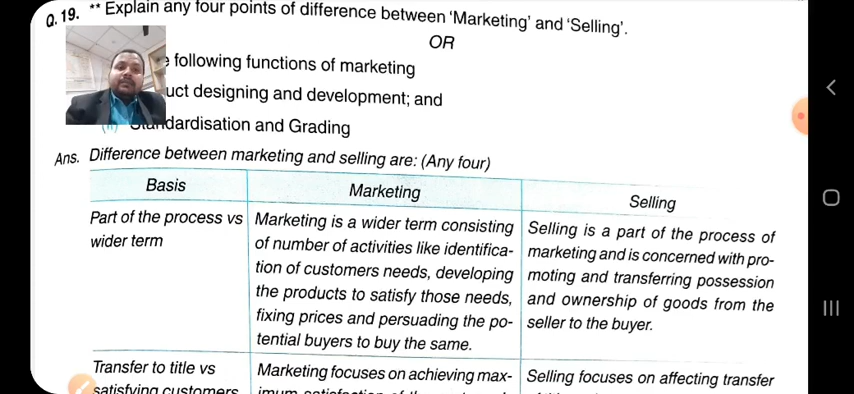 Q. 19. ** Explain any four points of difference between ‘Marketing’ and ‘Selling’.
OR
following functions of marketing
designing and development; and
and Grading
Ans. Difference between marketing and selling are: (Any four)
Basis
Marketing
Selling
Part of the process vs
wider term
Marketing is a wider term consisting
of number of activities like identifica-
tion of customers needs, developing
the products to satisfy those needs,
fixing prices and persuading the po-
tential buyers to buy the same.
Selling is a part of the process of
marketing and is concerned with pro-
moting and transferring possession
and ownership of goods from the
seller to the buyer.
Transfer to title vs
satisfying customers
Marketing focuses on achieving max-
Selling focuses on affecting transfer